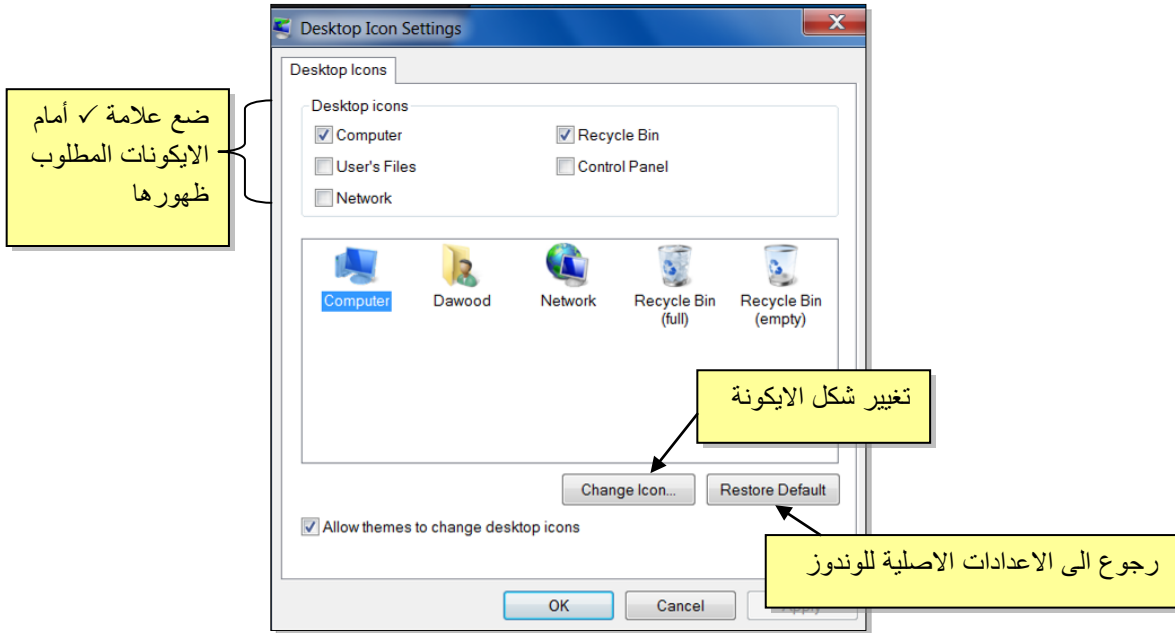 Desktop Icon Settings
Desktop Icons
Desktop icons
Computer
Recycle Bin
User's Files
Control Panel
Network
ضع علامة ✓ أمام
الايكونات المطلوب
ظهورها
Computer
Dawood
Network
Recycle Bin
(full)
Recycle Bin
(empty)
تغيير شكل الايكونة
Change Icon...
Restore Default
Allow themes to change desktop icons
رجوع الى الاعدادات الاصلية للوندوز
OK
Cancel